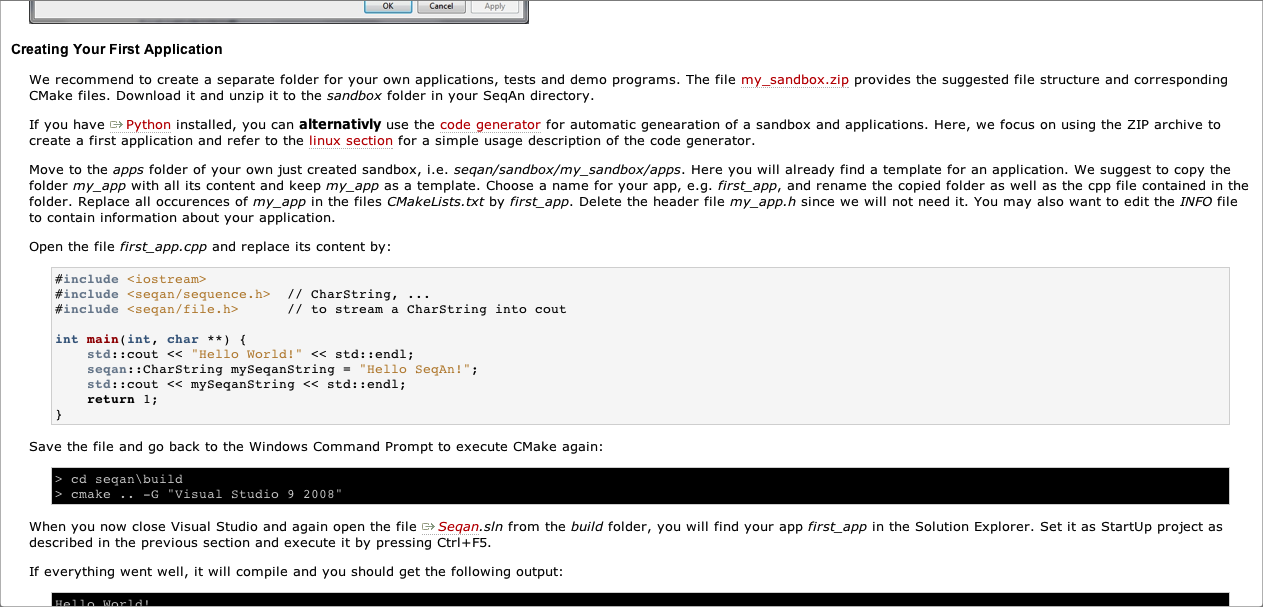 OK Cancel Apply
Creating Your First Application
We recommend to create a separate folder for your own applications, tests and demo programs. The file my_sandbox.zip provides the suggested file structure and corresponding
CMake files. Download it and unzip it to the sandbox folder in your SeqAn directory.
If you have Python installed, you can alternativly use the code generator for automatic genearation of a sandbox and applications. Here, we focus on using the ZIP archive to
create a first application and refer to the linux section for a simple usage description of the code generator.
Move to the apps folder of your own just created sandbox, i.e. seqan/sandbox/my_sandbox/apps. Here you will already find a template for an application. We suggest to copy the
folder my_app with all its content and keep my_app as a template. Choose a name for your app, e.g. first_app, and rename the copied folder as well as the cpp file contained in the
folder. Replace all occurences of my_app in the files CMakeLists.txt by first_app. Delete the header file my_app.h since we will not need it. You may also want to edit the INFO file
to contain information about your application.
Open the file first_app.cpp and replace its content by:
#include <iostream>
#include <seqan/sequence.h>  // CharString, ...
#include <seqan/file.h>      // to stream a CharString into cout
int main(int, char **) {
    std::cout << "Hello World!" << std::endl;
    seqan::CharString mySeqanString = "Hello SeqAn!";
    std::cout << mySeqanString << std::endl;
    return 1;
}
Save the file and go back to the Windows Command Prompt to execute CMake again:
> cd seqan\build
> cmake .. -G "Visual Studio 9 2008"
When you now close Visual Studio and again open the file Seqan.sln from the build folder, you will find your app first_app in the Solution Explorer. Set it as StartUp project as
described in the previous section and execute it by pressing Ctrl+F5.
If everything went well, it will compile and you should get the following output:
Hello World!